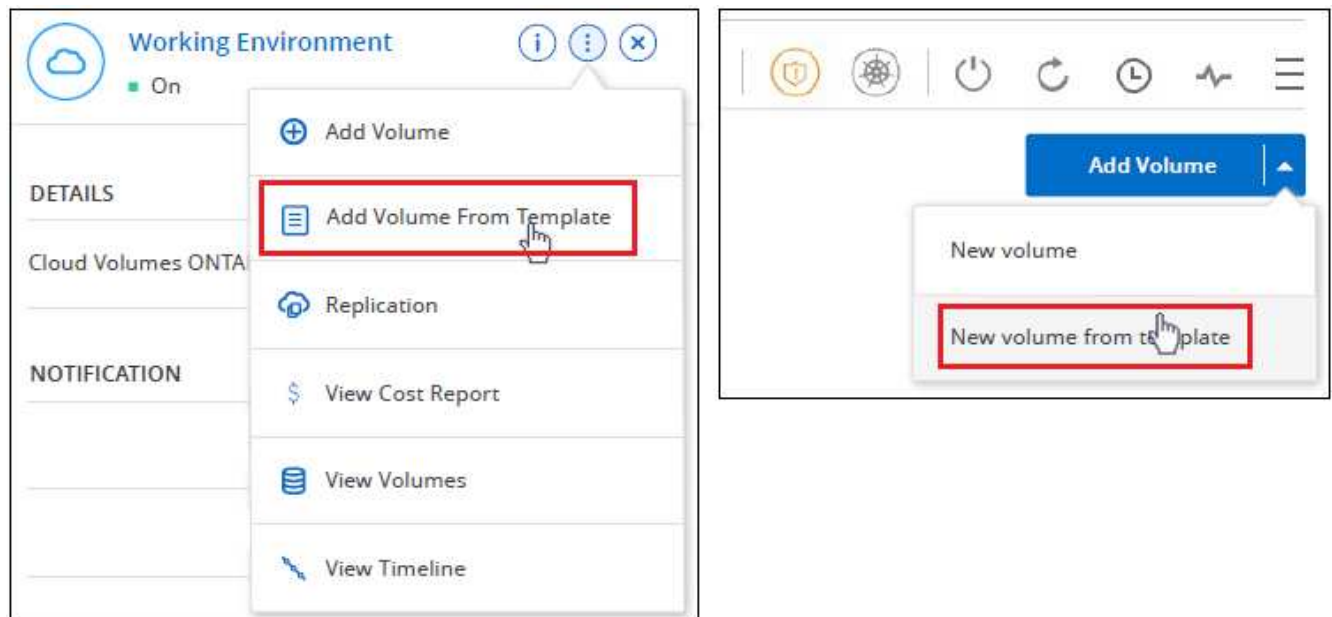 Working Environment
On
Add Volume
DETAILS
Add Volume From Template
Cloud Volumes ONTA
Replication
NOTIFICATION
View Cost Report
View Volumes
View Timeline
Add Volume
New volume
New volume from template